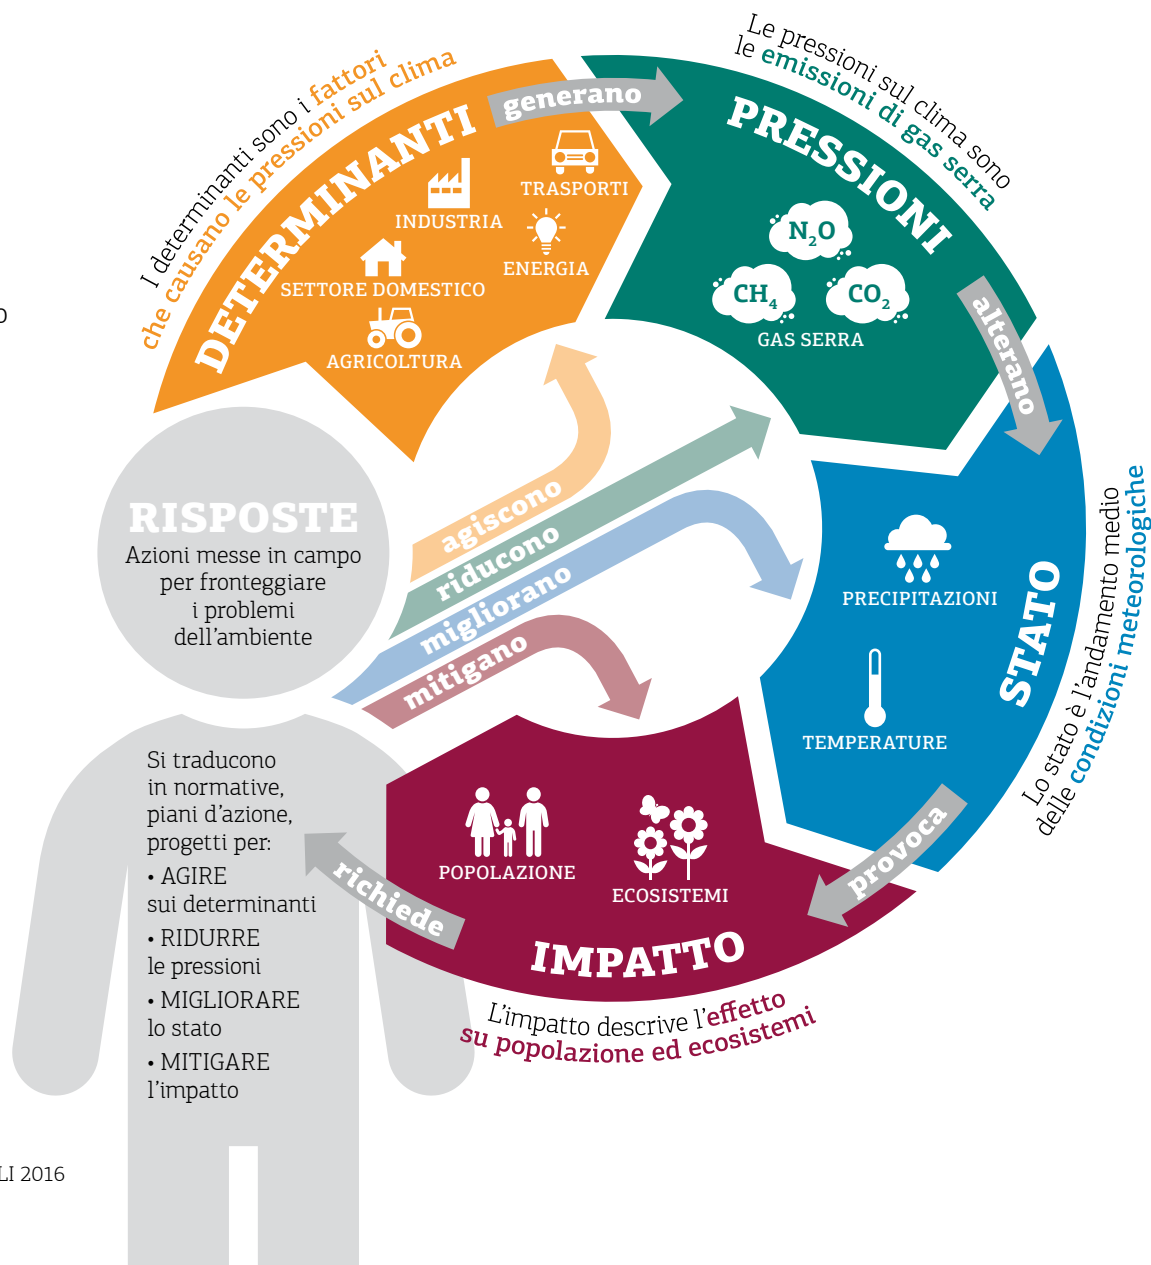 I determinanti sono i fattori
che causano le pressioni sul clima
DETERMINANTI
generano
TRASPORTI
INDUSTRIA
ENERGIA
SETTORE DOMESTICO
AGRICOLTURA
Le pressioni sul clima sono
le emissioni di gas serra
PRESSIONI
N₂O
CH₄
CO₂
GAS SERRA
alterano
STATO
PRECIPITAZIONI
TEMPERATURE
Lo stato è l'andamento medio
delle condizioni meteorologiche
provoca
IMPATTO
POPOLAZIONE
ECOSISTEMI
L'impatto descrive l'effetto
su popolazione ed ecosistemi
richiede
RISPOSTE
Azioni messe in campo
per fronteggiare
i problemi
dell'ambiente
agiscono
riducono
migliorano
mitigano
Si traducono
in normative,
piani d'azione,
progetti per:
• AGIRE
sui determinanti
• RIDURRE
le pressioni
• MIGLIORARE
lo stato
• MITIGARE
l'impatto
LI 2016